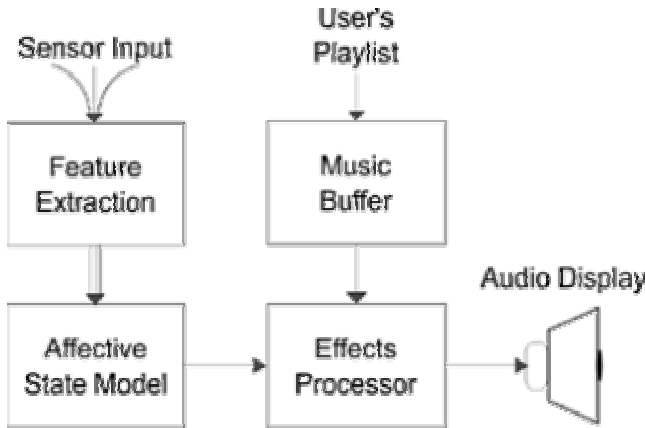 Sensor Input
User's
Playlist
Feature
Extraction
Music
Buffer
Audio Display
Affective
State Model
Effects
Processor